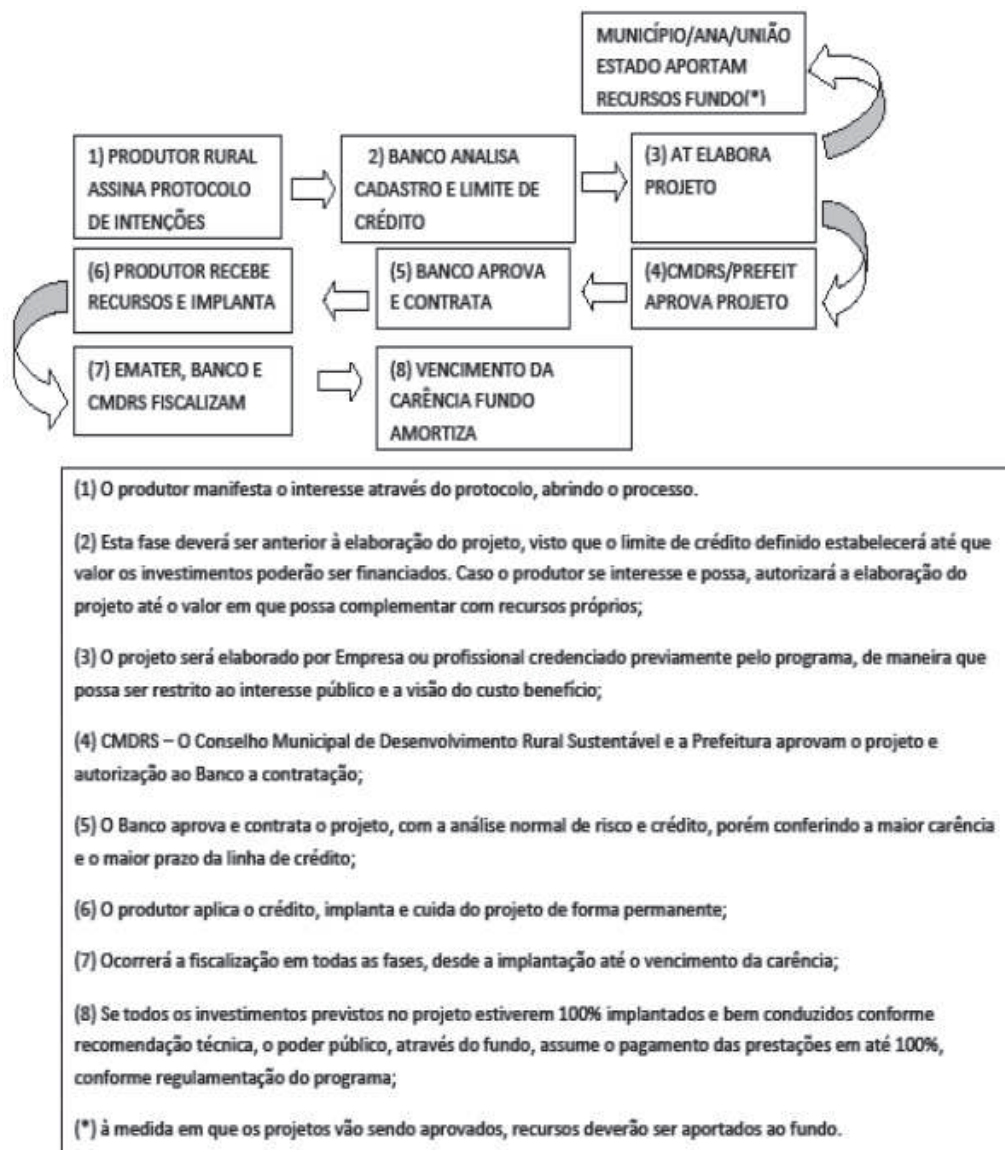 MUNICÍPIO/ANA/UNIÃO
ESTADO APORTAM
RECURSOS FUNDO(*)
1) PRODUTOR RURAL
ASSINA PROTOCOLO
DE INTENÇÕES
2) BANCO ANALISA
CADASTRO E LIMITE DE
CRÉDITO
(3) AT ELABORA
PROJETO
(4)CMDRS/PREFEIT
APROVA PROJETO
(5) BANCO APROVA
E CONTRATA
(6) PRODUTOR RECEBE
RECURSOS E IMPLANTA
(7) EMATER, BANCO E
CMDRS FISCALIZAM
(8) VENCIMENTO DA
CARÊNCIA FUNDO
AMORTIZA
(1) O produtor manifesta o interesse através do protocolo, abrindo o processo.
(2) Esta fase deverá ser anterior à elaboração do projeto, visto que o limite de crédito definido estabelecerá até que
valor os investimentos poderão ser financiados. Caso o produtor se interesse e possa, autorizará a elaboração do
projeto até o valor em que possa complementar com recursos próprios;
(3) O projeto será elaborado por Empresa ou profissional credenciado previamente pelo programa, de maneira que
possa ser restrito ao interesse público e a visão do custo benefício;
(4) CMDRS – O Conselho Municipal de Desenvolvimento Rural Sustentável e a Prefeitura aprovam o projeto e
autorização ao Banco a contratação;
(5) O Banco aprova e contrata o projeto, com a análise normal de risco e crédito, porém conferindo a maior carência
e o maior prazo da linha de crédito;
(6) O produtor aplica o crédito, implanta e cuida do projeto de forma permanente;
(7) Ocorrerá a fiscalização em todas as fases, desde a implantação até o vencimento da carência;
(8) Se todos os investimentos previstos no projeto estiverem 100% implantados e bem conduzidos conforme
recomendação técnica, o poder público, através do fundo, assume o pagamento das prestações em até 100%,
conforme regulamentação do programa;
(*) à medida em que os projetos vão sendo aprovados, recursos deverão ser aportados ao fundo.